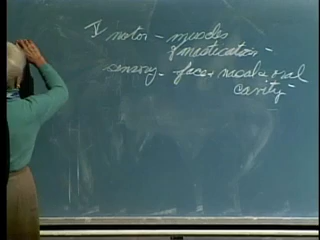 V motor - muscles
of mastication -
sensory - face + nasal + oral
cavity -